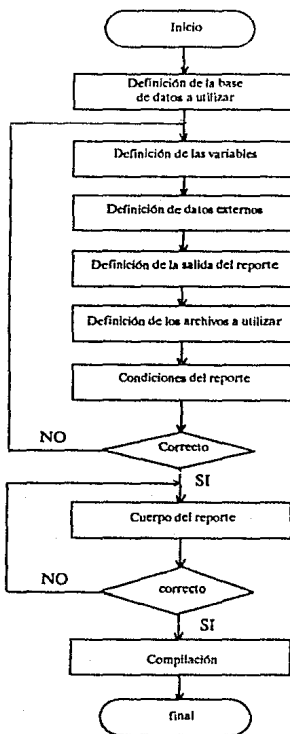 Inicio
Definición de la base
de datos a utilizar
Definición de las variables
Definición de datos externos
Definición de la salida del reporte
Definición de los archivos a utilizar
Condiciones del reporte
NO
Correcto
SI
Cuerpo del reporte
NO
correcto
SI
Compilación
final